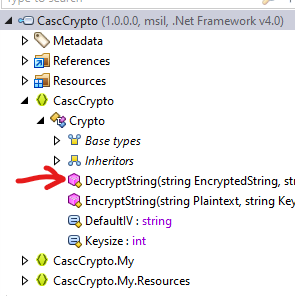 CascCrypto (1.0.0.0, msil, .Net Framework v4.0)
Metadata
References
Resources
CascCrypto
Crypto
Base types
Inheritors
DecryptString(string EncryptedString, st
EncryptString(string Plaintext, string Key
DefaultIV : string
Keysize : int
CascCrypto.My
CascCrypto.My.Resources